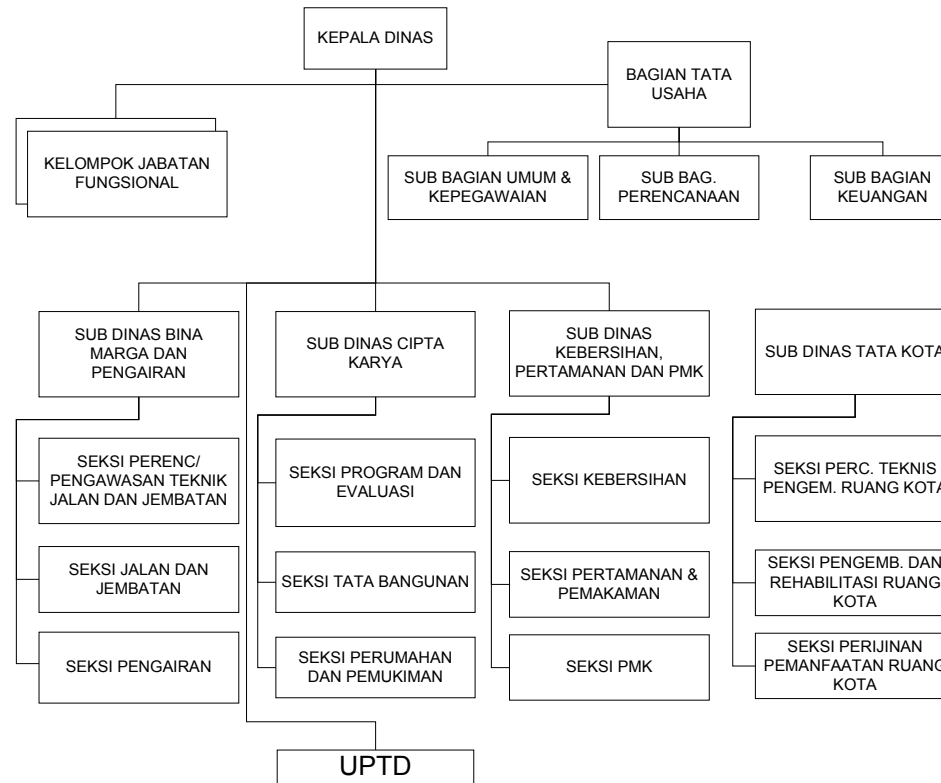 KEPALA DINAS
BAGIAN TATA
USAHA
KELOMPOK JABATAN
FUNGSIONAL
SUB BAGIAN UMUM &
KEPEGAWAIAN
SUB BAG.
PERENCANAAN
SUB BAGIAN
KEUANGAN
SUB DINAS BINA
MARGA DAN
PENGAIRAN
SUB DINAS CIPTA
KARYA
SUB DINAS
KEBERSIHAN,
PERTAMANAN DAN PMK
SUB DINAS TATA KOTA
SEKSI PERENC/
PENGAWASAN TEKNIK
JALAN DAN JEMBATAN
SEKSI PROGRAM DAN
EVALUASI
SEKSI KEBERSIHAN
SEKSI PERC. TEKNIS
PENGEM. RUANG KOTA
SEKSI JALAN DAN
JEMBATAN
SEKSI TATA BANGUNAN
SEKSI PERTAMANAN &
PEMAKAMAN
SEKSI PENGEMB. DAN
REHABILITASI RUANG
KOTA
SEKSI PENGAIRAN
SEKSI PERUMAHAN
DAN PEMUKIMAN
SEKSI PMK
SEKSI PERIJINAN
PEMANFAATAN RUANG
KOTA
UPTD